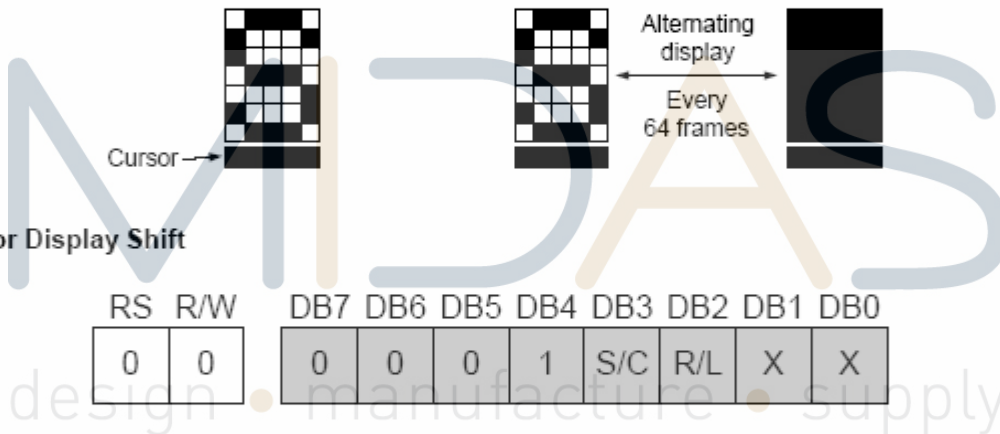 Alternating
display
Every
64 frames
Cursor
or Display Shift
MIDAS
RS R/W DB7 DB6 DB5 DB4 DB3 DB2 DB1 DB0
0 0 0 0 0 1 S/C R/L X X
design • manufacture • supply